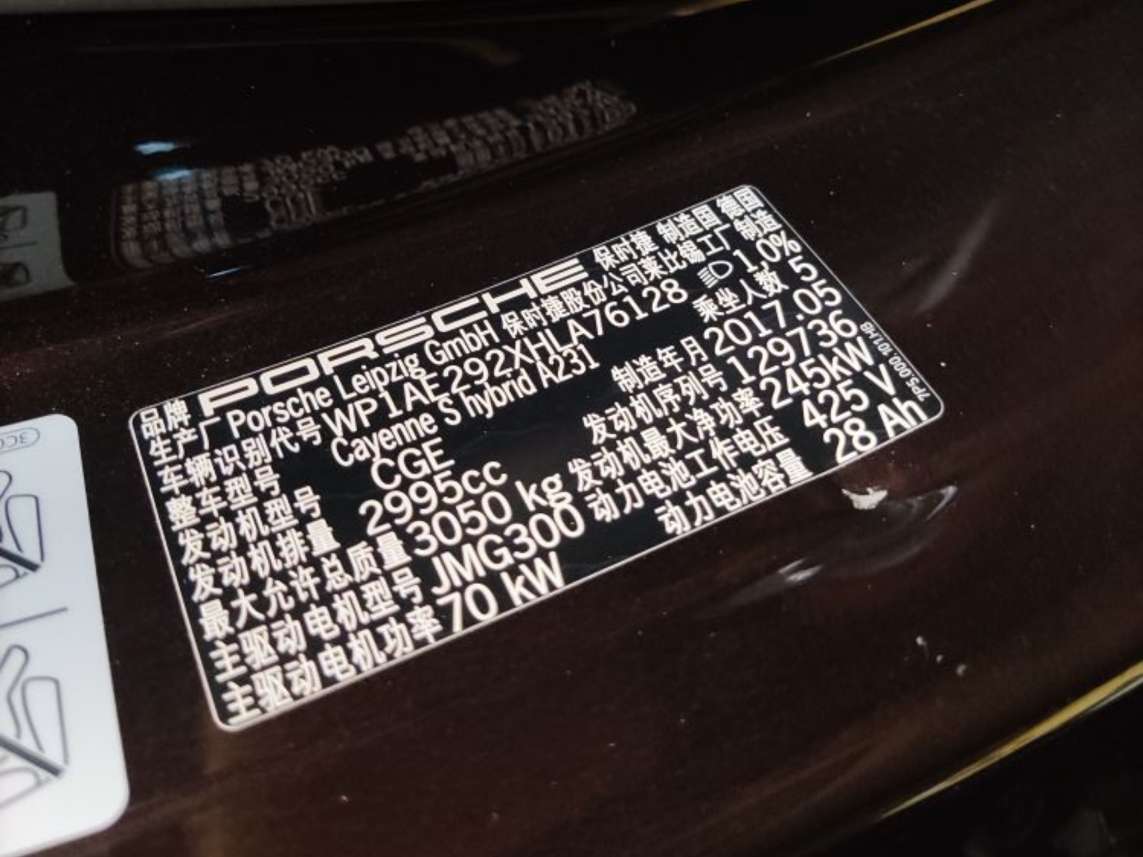 品牌 PORSCHE 保时捷 制造国 德国
生产厂 Porsche Leipzig GmbH 保时捷股份公司莱比锡工厂 制造
车辆识别代号 WP1AE292XHLA76128 1.0%
整车型号 Cayenne S hybrid A231 乘坐人数 5
发动机型号 CGE 制造年月 2017.05
发动机排量 2995cc 发动机序列号 129736
最大允许总质量 3050 kg 发动机最大净功率 245kW
主驱动电机型号 JMG300 动力电池工作电压 425 V
主驱动电机功率 70 kW 动力电池容量 28 Ah
7P5.000.101.HB